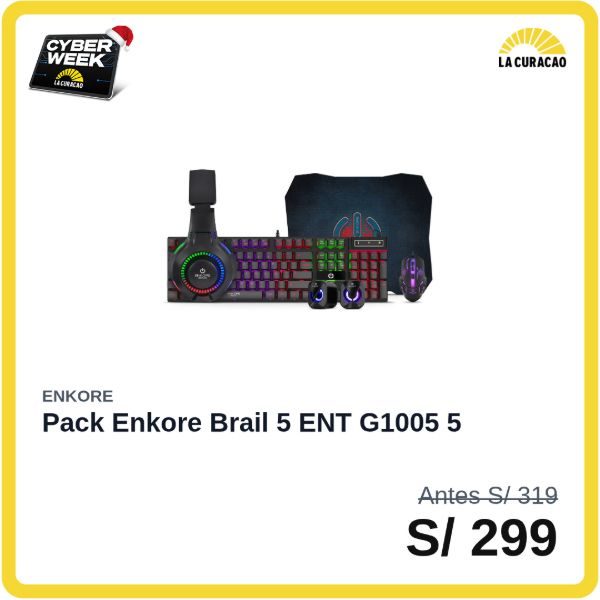 CYBER
WEEK
LA CURACAO
LA CURACAO
ENKORE
Pack Enkore Brail 5 ENT G1005 5
Antes S/ 319
S/ 299